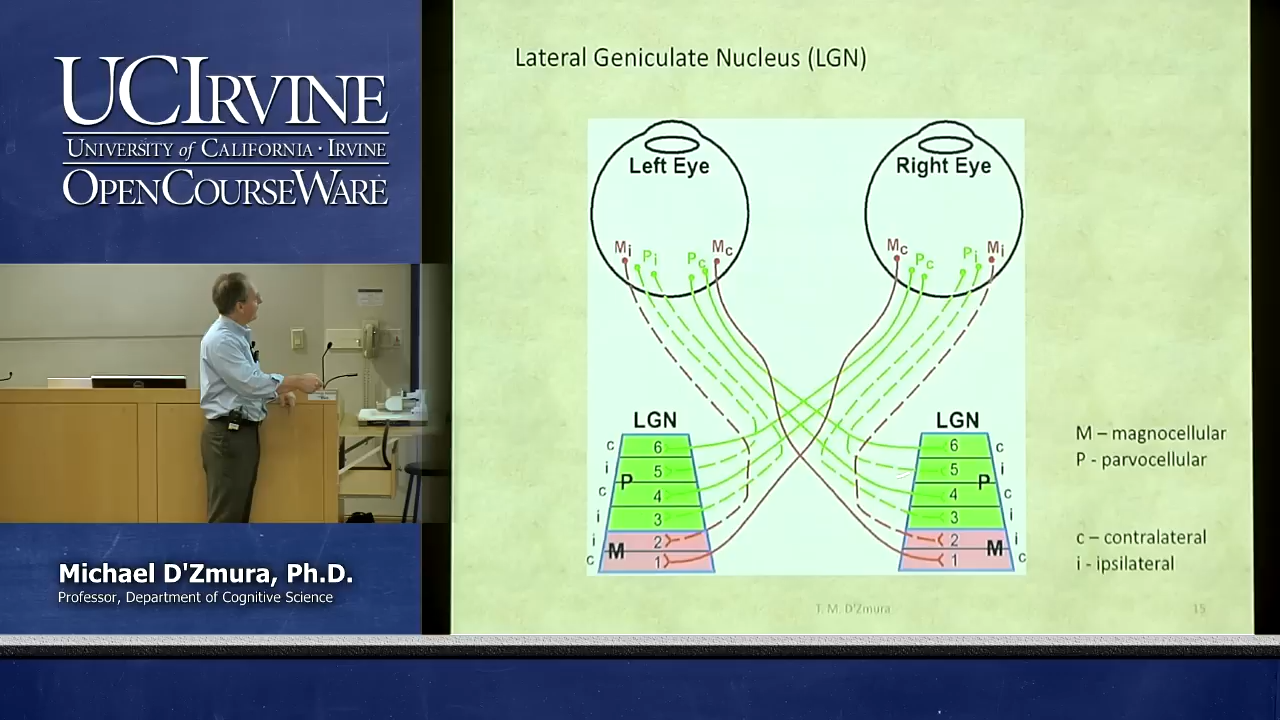 UCIRVINE
UNIVERSITY of CALIFORNIA · IRVINE
OPENCOURSEWARE
Michael D'Zmura, Ph.D.
Professor, Department of Cognitive Science
Lateral Geniculate Nucleus (LGN)
Left Eye
Right Eye
Mi Pi Pc Mc
Mc Pc Pi Mi
LGN
c 6
i 5
P
c 4
i 3
i 2
M
c 1
LGN
6 c
5 i
P
4 c
3 i
2 i
M
1 c
M – magnocellular
P - parvocellular
c – contralateral
i - ipsilateral
T. M. D'Zmura
15